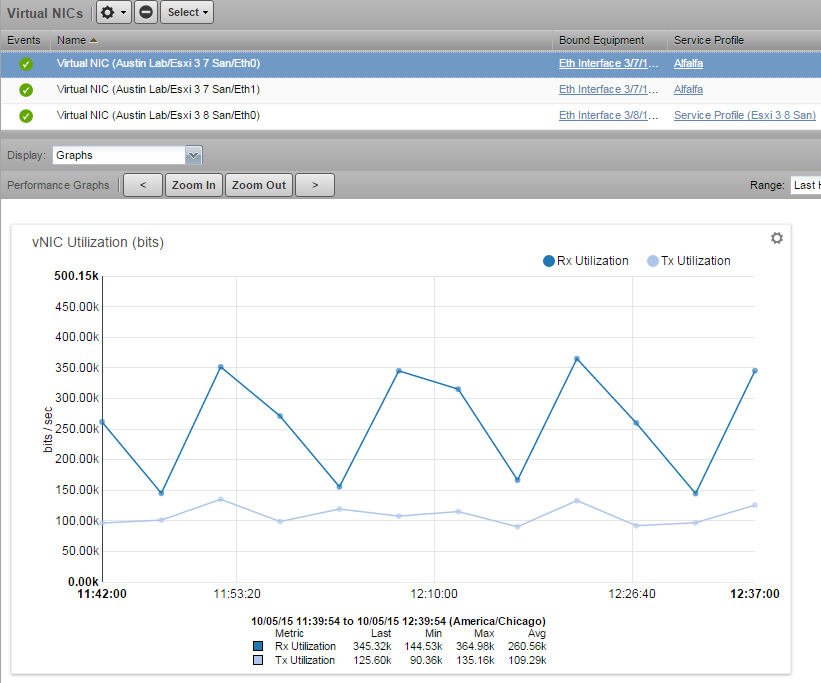 Virtual NICs Select
Events Name Bound Equipment Service Profile
Virtual NIC (Austin Lab/Esxi 3 7 San/Eth0) Eth Interface 3/7/1... Alfalfa
Virtual NIC (Austin Lab/Esxi 3 7 San/Eth1) Eth Interface 3/7/1... Alfalfa
Virtual NIC (Austin Lab/Esxi 3 8 San/Eth0) Eth Interface 3/8/1... Service Profile (Esxi 3 8 San)
Display: Graphs
Performance Graphs < Zoom In Zoom Out > Range: Last
vNIC Utilization (bits)
Rx Utilization Tx Utilization
500.15k
450.00k
400.00k
350.00k
300.00k
250.00k
200.00k
150.00k
100.00k
50.00k
0.00k
bits / sec
11:42:00 11:53:20 12:10:00 12:26:40 12:37:00
10/05/15 11:39:54 to 10/05/15 12:39:54 (America/Chicago)
Metric Last Min Max Avg
Rx Utilization 345.32k 144.53k 364.98k 260.56k
Tx Utilization 125.60k 90.36k 135.16k 109.29k